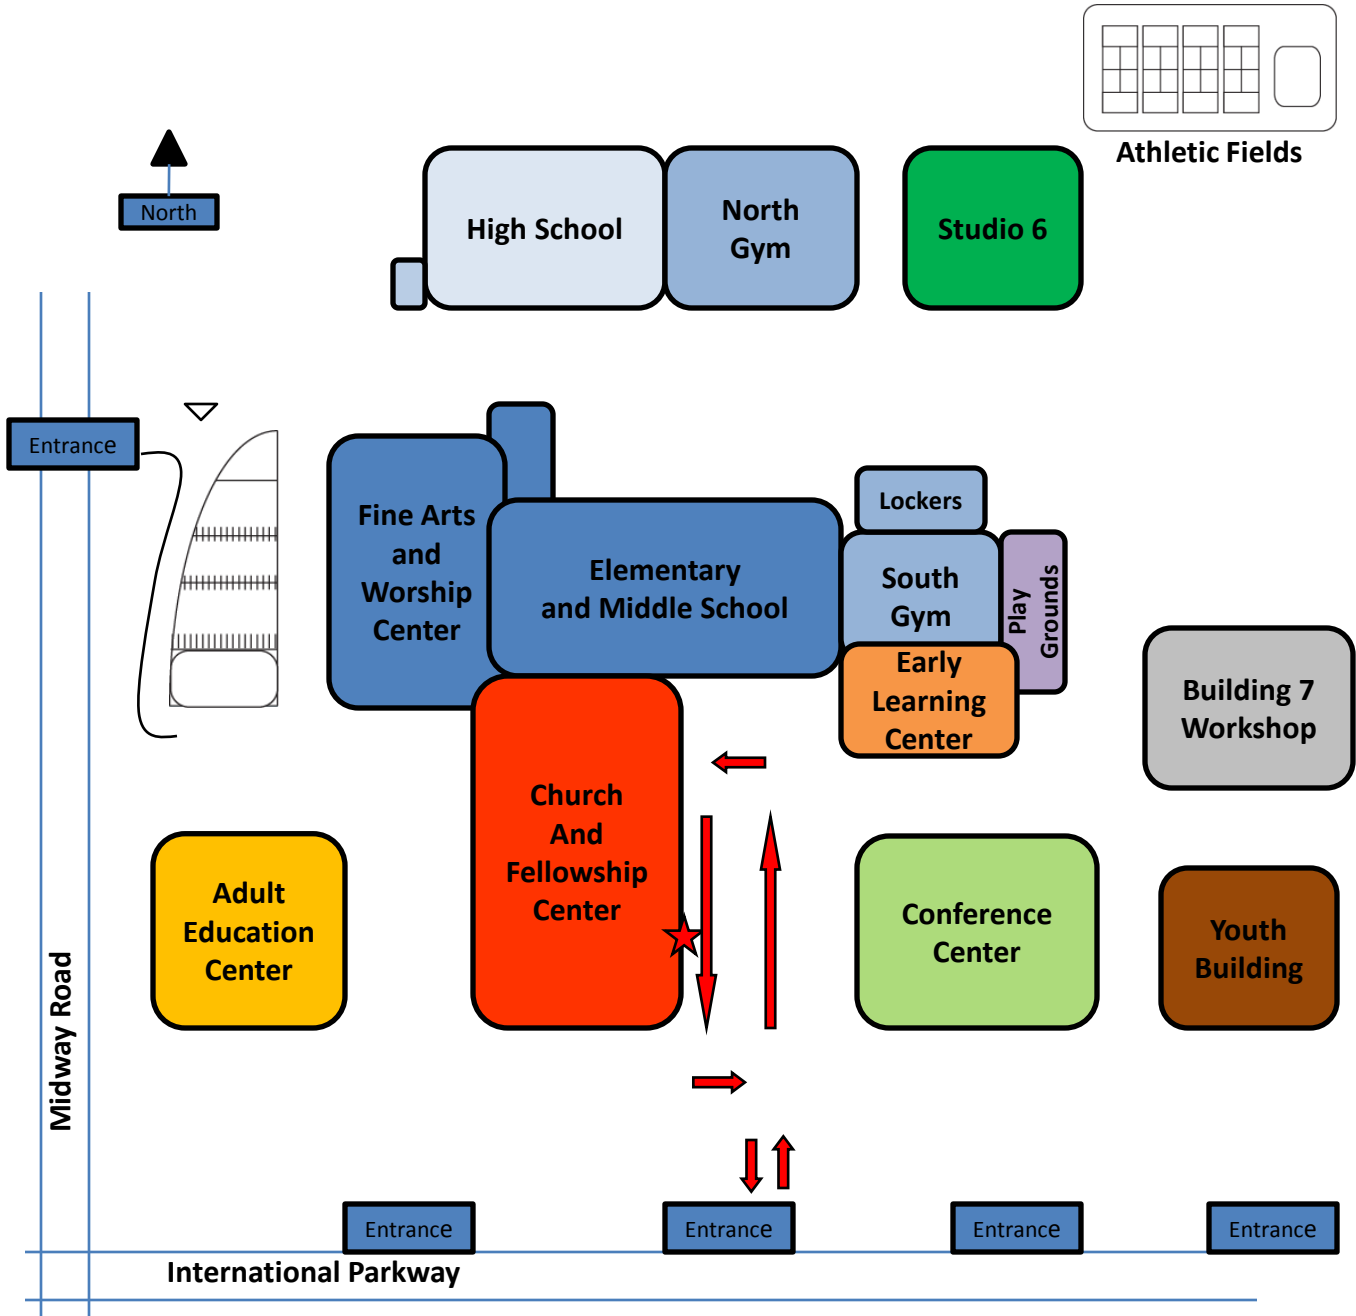 Athletic Fields
North
High School
North
Gym
Studio 6
Entrance
Fine Arts
and
Worship
Center
Elementary
and Middle School
Lockers
South
Gym
Play
Grounds
Early
Learning
Center
Building 7
Workshop
Church
And
Fellowship
Center
Adult
Education
Center
Conference
Center
Youth
Building
Midway Road
Entrance
Entrance
Entrance
Entrance
International Parkway